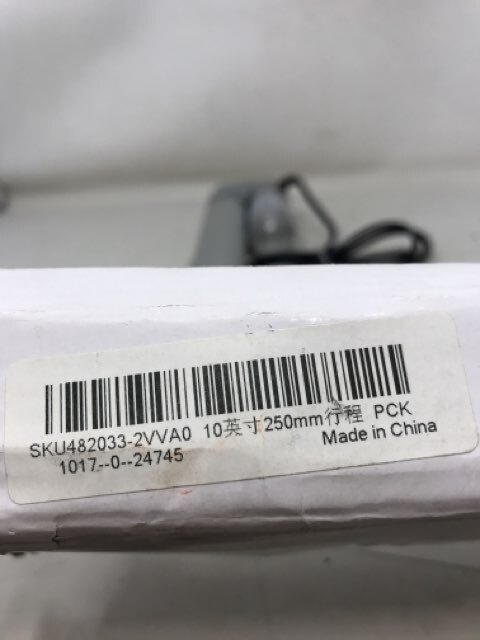 SKU482033-2VVA0 10英寸250mm行程 PCK
1017--0--24745
Made in China